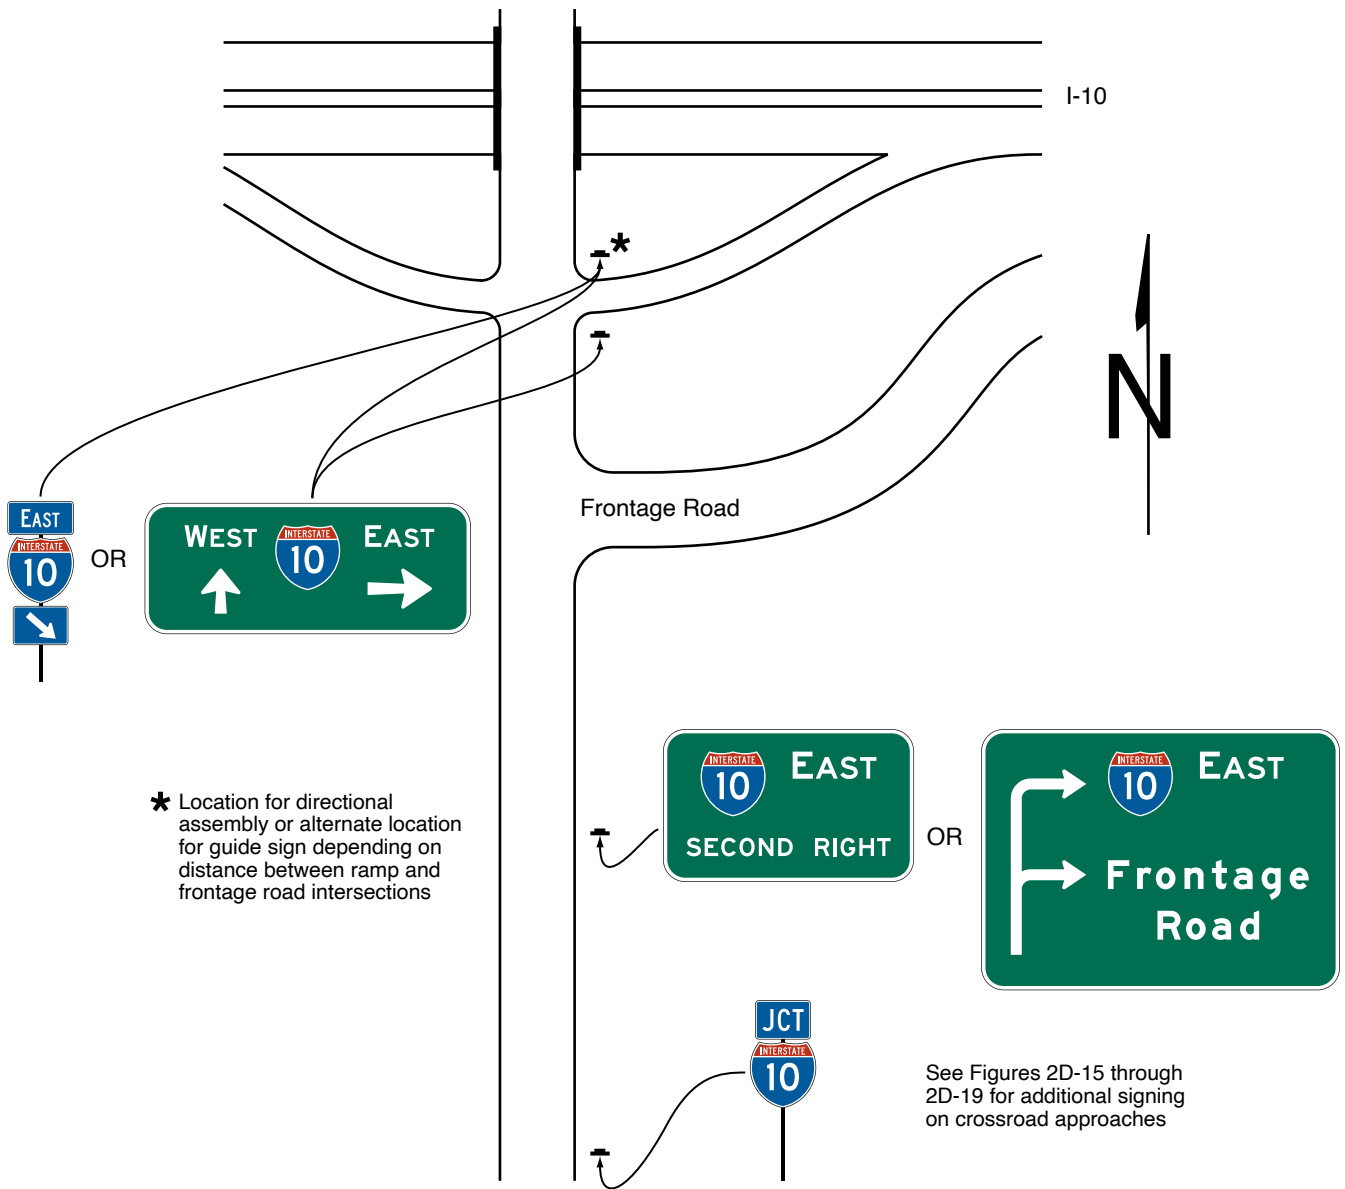 I-10
*
N
Frontage Road
EAST
INTERSTATE
10
OR
WEST INTERSTATE 10 EAST
* Location for directional
assembly or alternate location
for guide sign depending on
distance between ramp and
frontage road intersections
INTERSTATE 10 EAST
SECOND RIGHT
OR
INTERSTATE 10 EAST
Frontage
Road
JCT
INTERSTATE
10
See Figures 2D-15 through
2D-19 for additional signing
on crossroad approaches